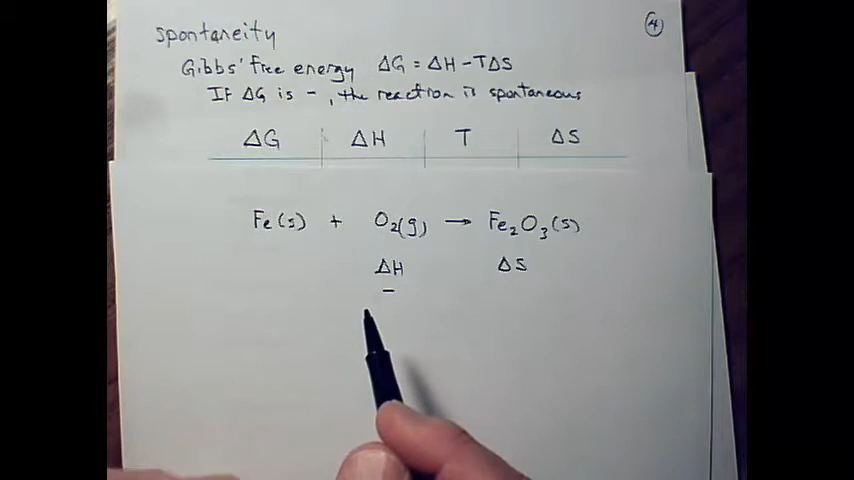 spontaneity
4
Gibbs' free energy ΔG = ΔH - TΔS
If ΔG is -, the reaction is spontaneous
ΔG ΔH T ΔS
Fe(s) + O₂(g) → Fe₂O₃(s)
ΔH ΔS
-